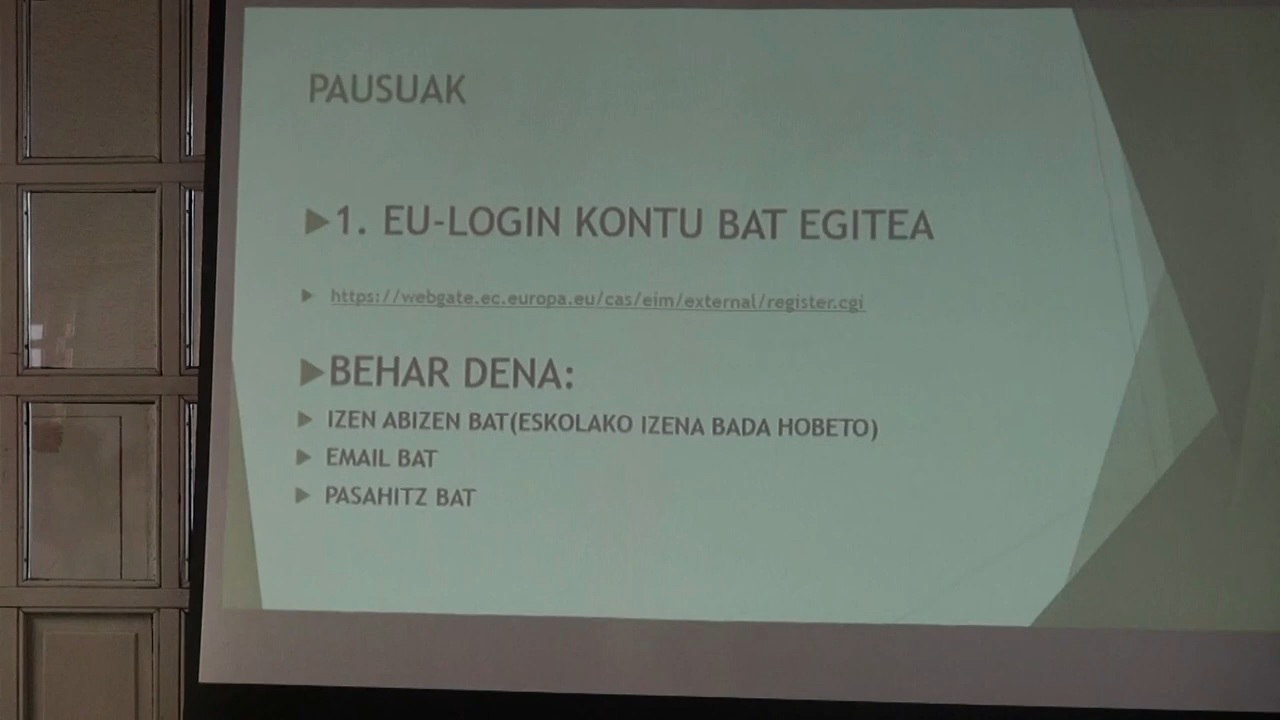 PAUSUAK
1. EU-LOGIN KONTU BAT EGITEA
https://webgate.ec.europa.eu/cas/eim/external/register.cgi
BEHAR DENA:
IZEN ABIZEN BAT(ESKOLAKO IZENA BADA HOBETO)
EMAIL BAT
PASAHITZ BAT